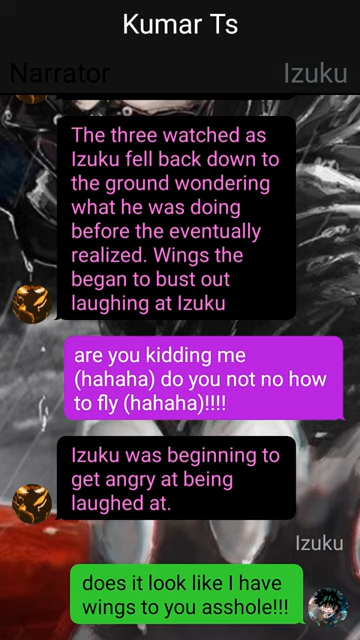 Kumar Ts
Narrator
Izuku
The three watched as
Izuku fell back down to
the ground wondering
what he was doing
before the eventually
realized. Wings the
began to bust out
laughing at Izuku
are you kidding me
(hahaha) do you not no how
to fly (hahaha)!!!!
Izuku was beginning to
get angry at being
laughed at.
Izuku
does it look like I have
wings to you asshole!!!